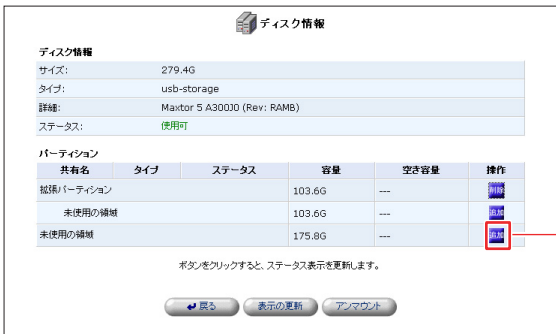 ディスク情報
ディスク情報
サイズ: 279.4G
タイプ: usb-storage
詳細: Maxtor 5 A300J0 (Rev: RAMB)
ステータス: 使用可
パーティション
共有名 タイプ ステータス 容量 空き容量 操作
拡張パーティション 103.6G --- 削除
未使用の領域 103.6G --- 追加
未使用の領域 175.8G --- 追加
ボタンをクリックすると、ステータス表示を更新します。
戻る 表示の更新 アンマウント